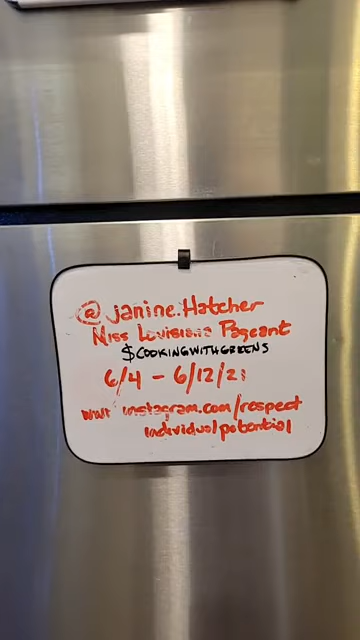 @janine.Hatcher
Miss Louisiana Pageant
$COOKINGWITHGREENS
6/4 - 6/12/21
www.instagram.com/respect
individualpotential